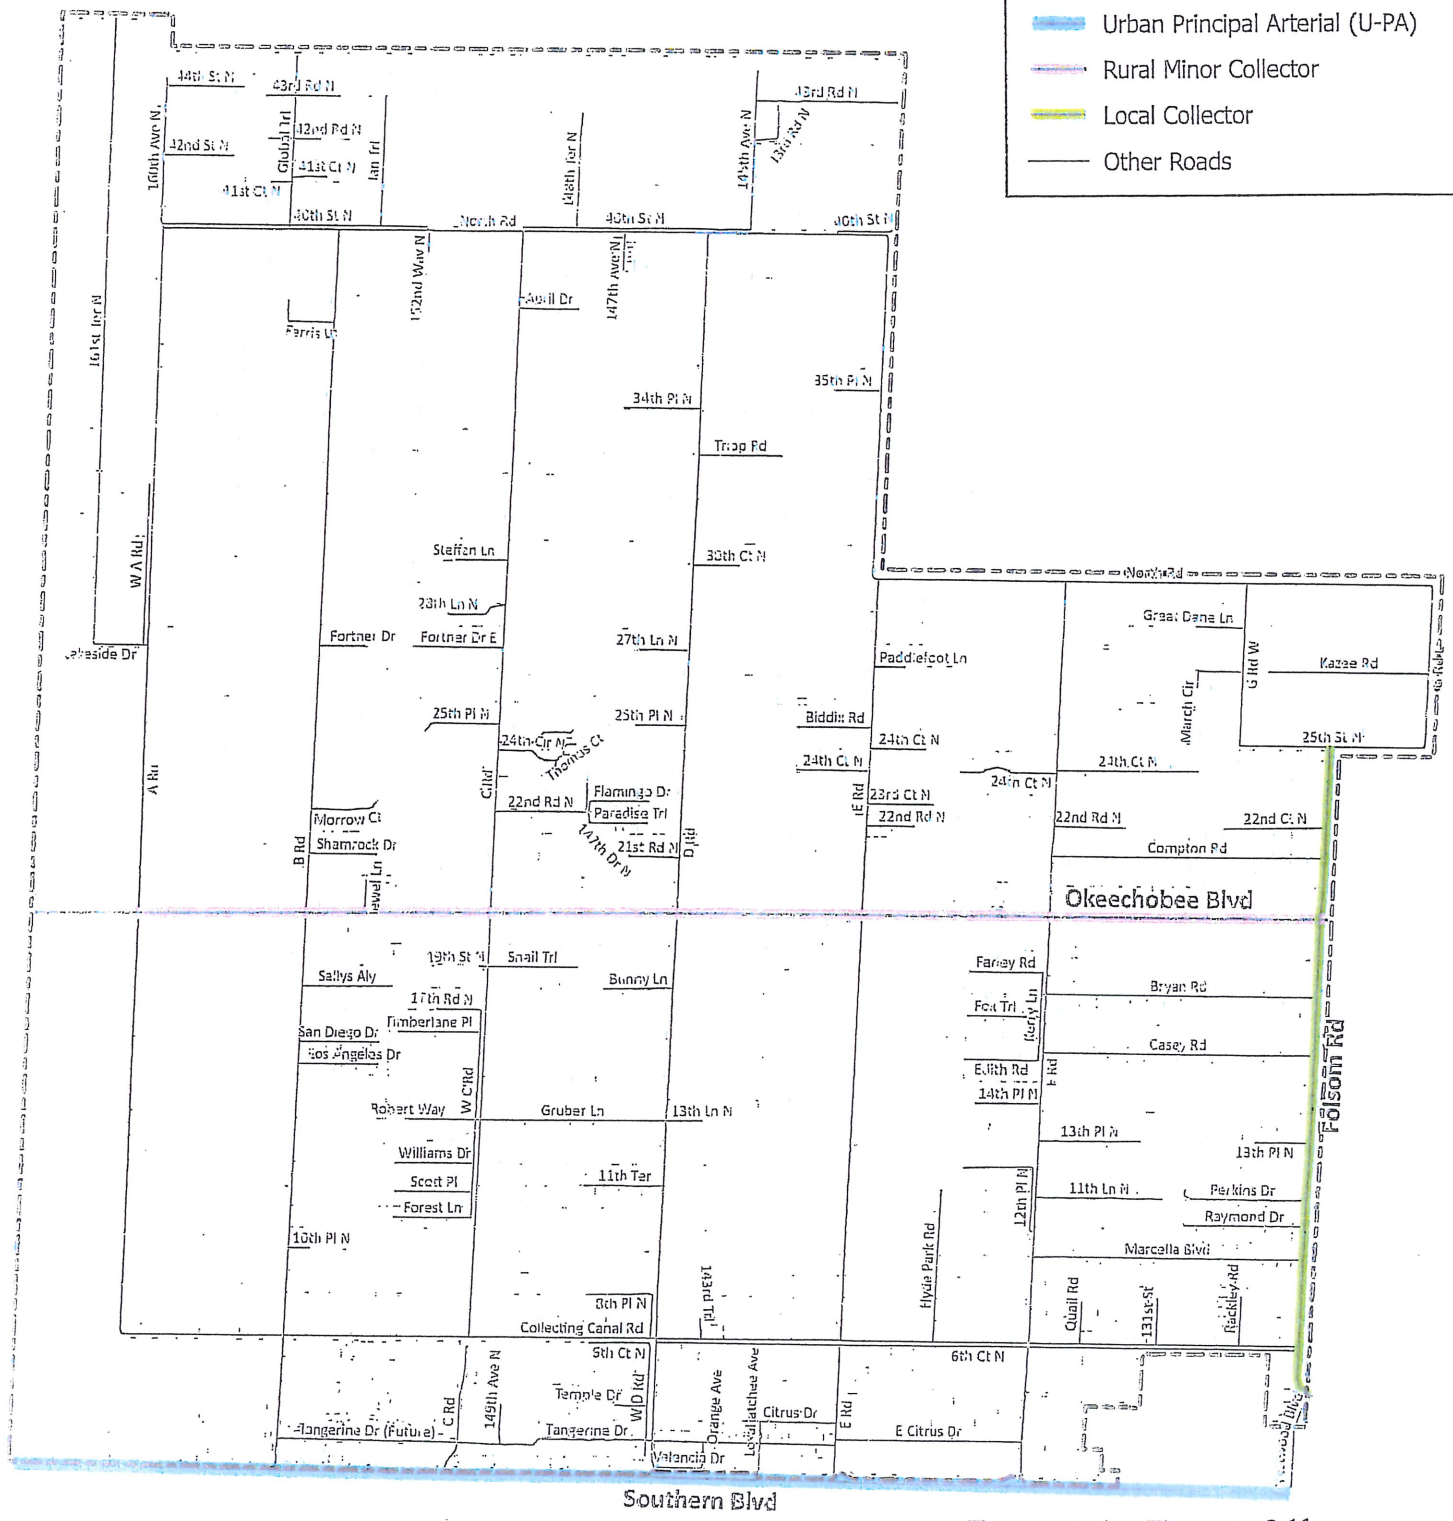 Urban Principal Arterial (U-PA)
Rural Minor Collector
Local Collector
Other Roads
44th St N
43rd Rd N
43rd Rd N
160th Ave N
42nd St N
Global Trl
42nd Rd N
41st Ct N
41st Ct N
Ian Trl
148th Ter N
145th Ave N
13rd Rd N
40th St N
North Rd
40th St N
40th St N
161st Ter N
152nd Way N
147th Ave N
April Dr
Ferris Ln
35th Pl N
34th Pl N
Tripp Rd
W A Rd
Steffen Ln
30th Ct N
North Rd
28th Ln N
Great Dane Ln
Fortner Dr
Fortner Dr E
27th Ln N
Paddlefoot Ln
G Rd W
Kazee Rd
akeside Dr
March Cir
25th Pl N
25th Pl N
Biddix Rd
24th Cir N
Thomas Ct
24th Ct N
25th St N
24th Ct N
24th Ct N
24th Ct N
A Rd
C Rd
E Rd
22nd Rd N
Flamingo Dr
Paradise Trl
23rd Ct N
22nd Rd N
22nd Rd N
22nd Ct N
Morrow Ct
147th Dr N
21st Rd N
D Rd
B Rd
Shamrock Dr
Compton Rd
ewel Ln
Okeechobee Blvd
19th St N
Snail Trl
Sallys Aly
Bunny Ln
Farley Rd
Bryan Rd
17th Rd N
Timberlane Pl
Fox Trl
Kerry Ln
San Diego Dr
Los Angeles Dr
Casey Rd
Folsom Rd
Edith Rd
F Rd
W C Rd
14th Pl N
Robert Way
Gruber Ln
13th Ln N
13th Pl N
13th Pl N
Williams Dr
11th Ter
Scott Pl
12th Pl N
11th Ln N
Perkins Dr
Forest Ln
Raymond Dr
10th Pl N
Hyde Park Rd
Marcella Blvd
143rd Trl
Quail Rd
131st St
Rackley Rd
8th Pl N
Collecting Canal Rd
6th Ct N
149th Ave N
Temple Dr
W D Rd
Orange Ave
Loxahatchee Ave
Citrus Dr
E Rd
C Rd
Tangerine Dr (Future)
Tangerine Dr
E Citrus Dr
Valencia Dr
Southern Blvd